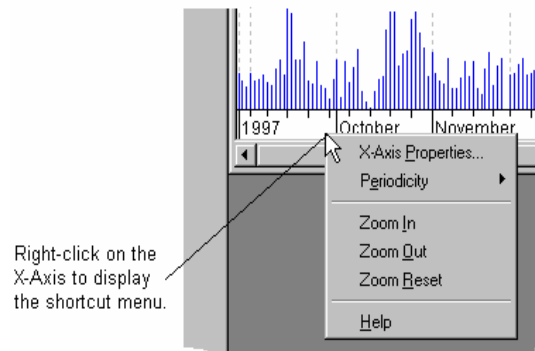 1997
October
November
X-Axis Properties...
Periodicity
Zoom In
Zoom Out
Zoom Reset
Help
Right-click on the
X-Axis to display
the shortcut menu.